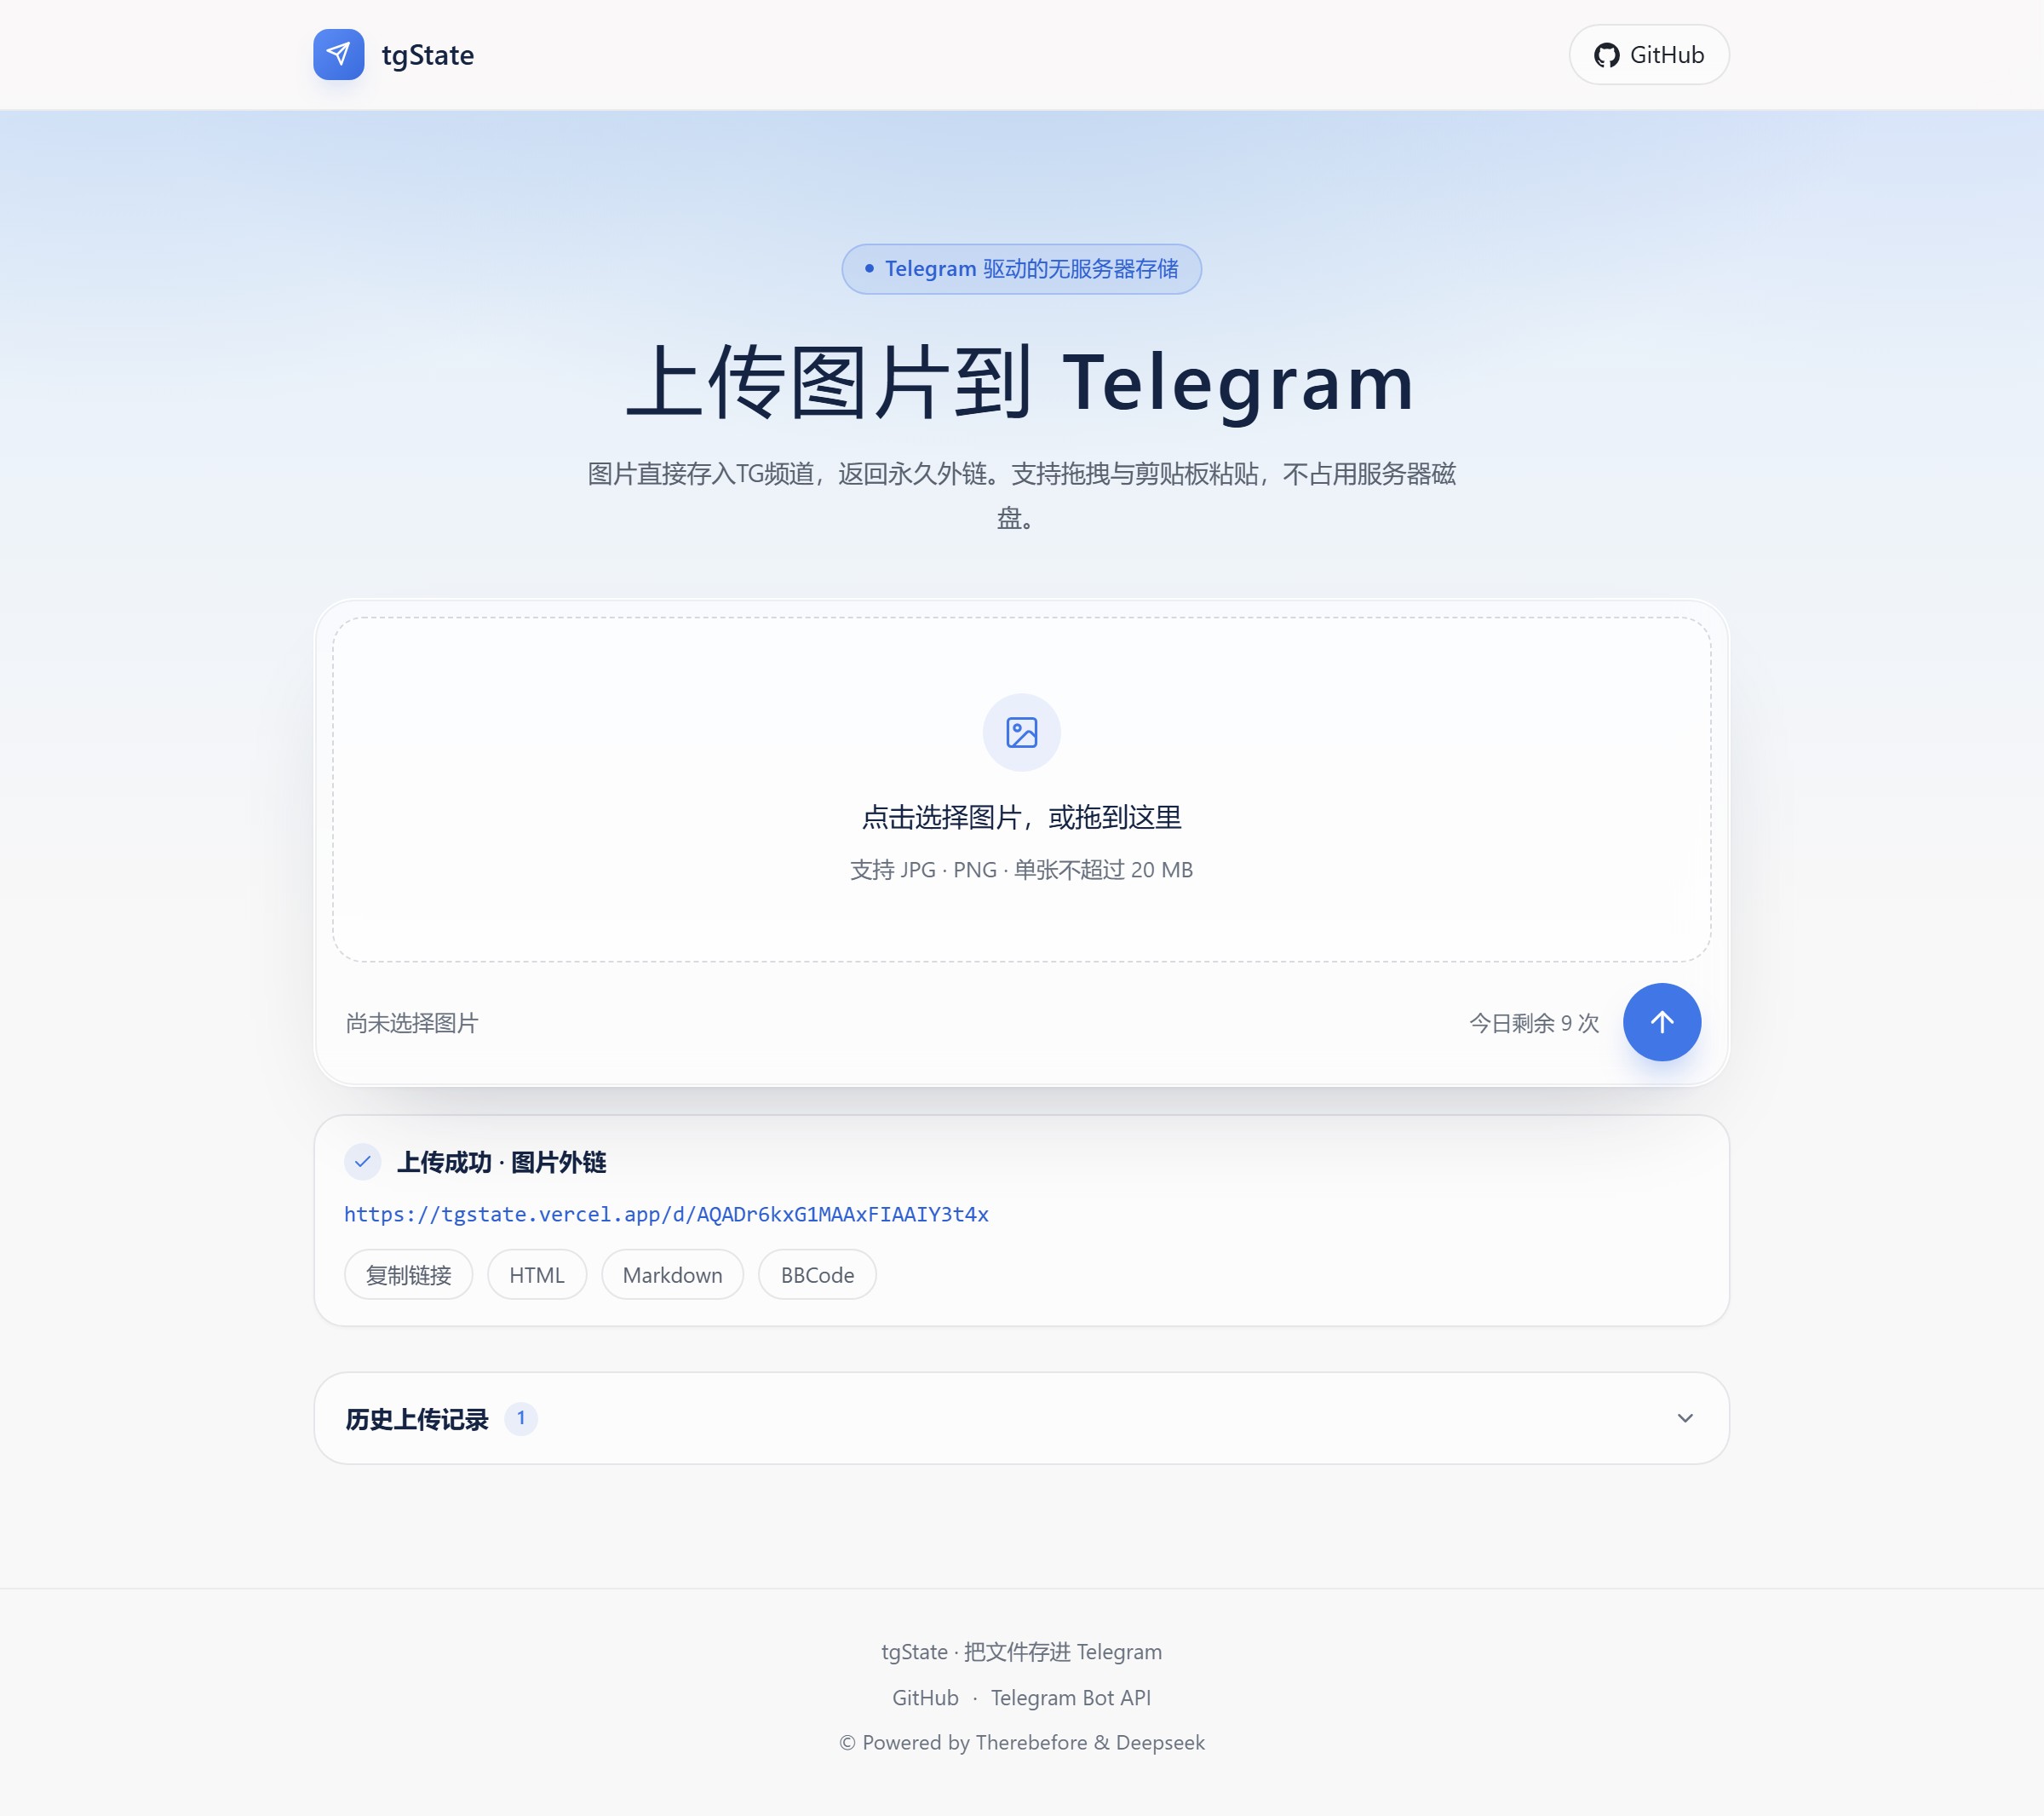 tgState
GitHub
Telegram 驱动的无服务器存储
上传图片到 Telegram
图片直接存入TG频道，返回永久外链。支持拖拽与剪贴板粘贴，不占用服务器磁
盘。
点击选择图片，或拖到这里
支持 JPG · PNG · 单张不超过 20 MB
尚未选择图片
今日剩余 9 次
上传成功 · 图片外链
https://tgstate.vercel.app/d/AQADr6kxG1MAAxFIAAIY3t4x
复制链接 HTML Markdown BBCode
历史上传记录 1
tgState · 把文件存进 Telegram
GitHub · Telegram Bot API
© Powered by Therebefore & Deepseek